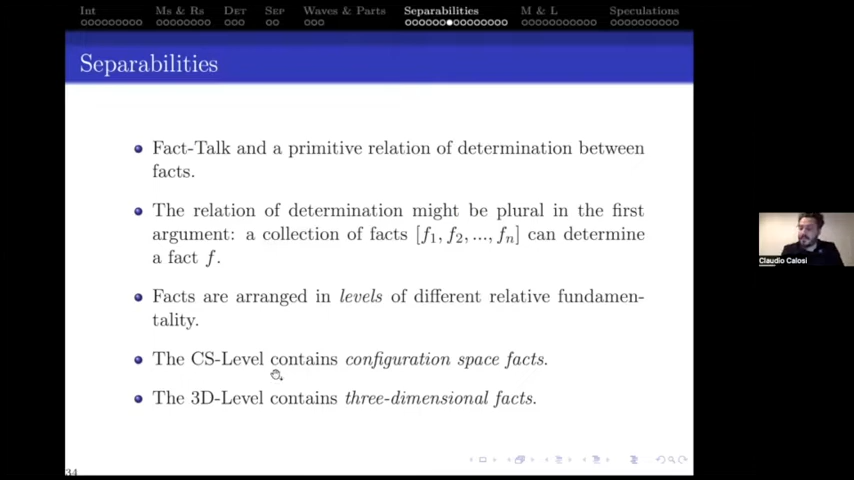 Int Ms & Rs Det Sep Waves & Parts Separabilities M & L Speculations
Separabilities
Fact-Talk and a primitive relation of determination between
facts.
The relation of determination might be plural in the first
argument: a collection of facts [f1, f2, ..., fn] can determine
a fact f.
Facts are arranged in levels of different relative fundamen-
tality.
The CS-Level contains configuration space facts.
The 3D-Level contains three-dimensional facts.
34
Claudio Calosi